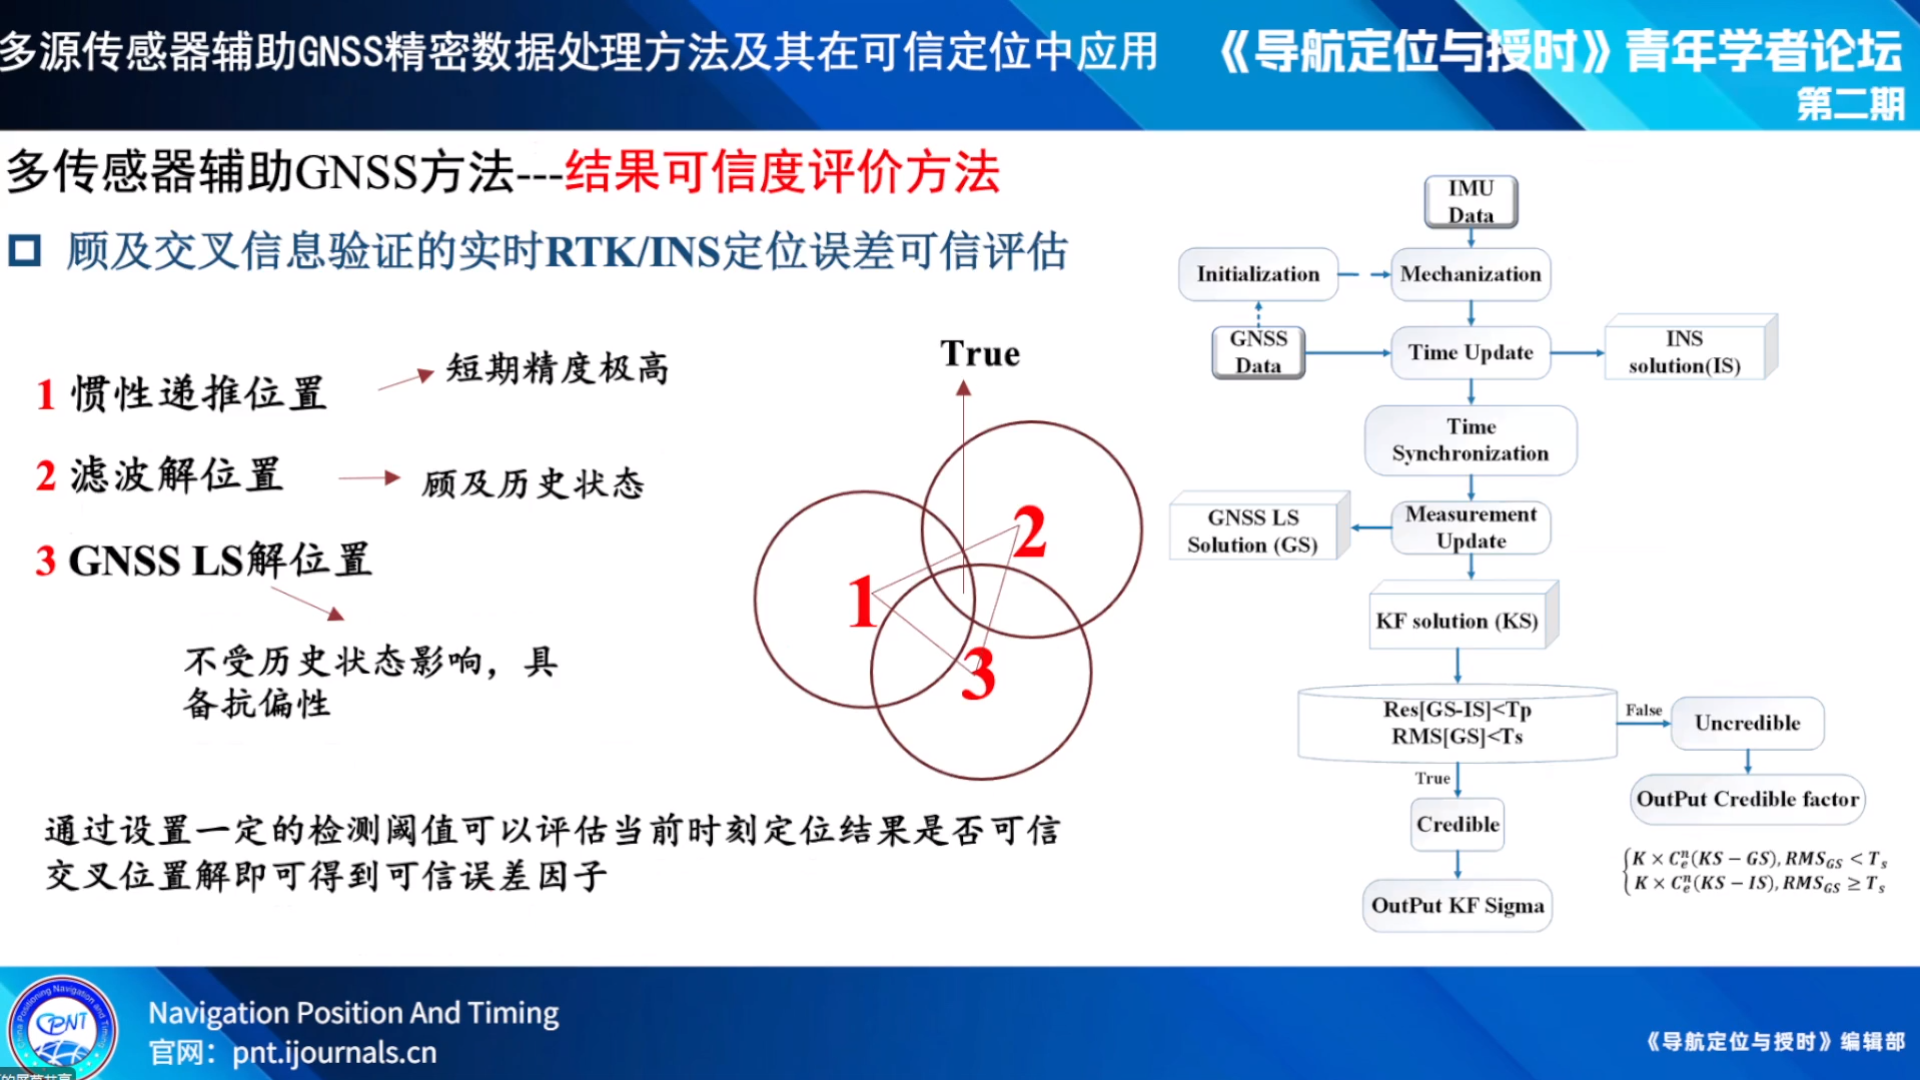 多源传感器辅助GNSS精密数据处理方法及其在可信定位中应用
《导航定位与授时》青年学者论坛
第二期
多传感器辅助GNSS方法---结果可信度评价方法
顾及交叉信息验证的实时RTK/INS定位误差可信评估
1 惯性递推位置
短期精度极高
2 滤波解位置
顾及历史状态
3 GNSS LS解位置
不受历史状态影响，具
备抗偏性
True
1
2
3
通过设置一定的检测阈值可以评估当前时刻定位结果是否可信
交叉位置解即可得到可信误差因子
IMU
Data
Initialization
Mechanization
GNSS
Data
Time Update
INS
solution(IS)
Time
Synchronization
GNSS LS
Solution (GS)
Measurement
Update
KF solution (KS)
Res[GS-IS]<Tp
RMS[GS]<Ts
False
Uncredible
True
OutPut Credible factor
Credible
K × C_e^n(KS − GS), RMS_GS < T_s
K × C_e^n(KS − IS), RMS_GS ≥ T_s
OutPut KF Sigma
China Positioning Navigation and Timing
PNT
Navigation Position And Timing
官网：pnt.ijournals.cn
《导航定位与授时》编辑部
的屏幕共享